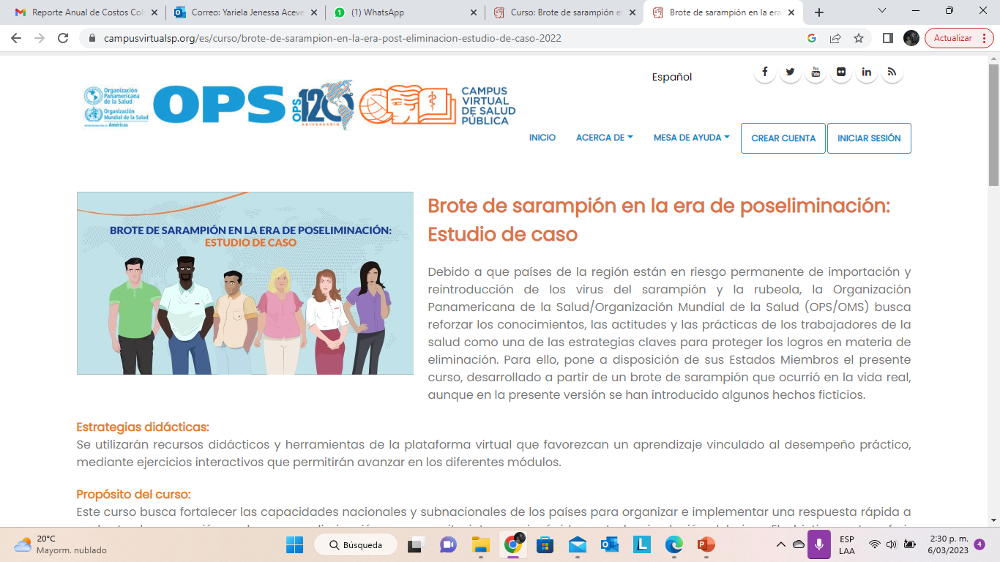 Reporte Anual de Costos Col
Correo: Yariela Jenessa Aceve
(1) WhatsApp
Curso: Brote de sarampión e
Brote de sarampión en la era
campusvirtualsp.org/es/curso/brote-de-sarampion-en-la-era-post-eliminacion-estudio-de-caso-2022
Actualizar
Español
Organización
Panamericana
de la Salud
Organización
Mundial de la Salud
Américas
OPS
OPS 120
ANIVERSARIO
CAMPUS
VIRTUAL
DE SALUD
PÚBLICA
INICIO
ACERCA DE
MESA DE AYUDA
CREAR CUENTA
INICIAR SESIÓN
BROTE DE SARAMPIÓN EN LA ERA DE POSELIMINACIÓN:
ESTUDIO DE CASO
Brote de sarampión en la era de poseliminación:
Estudio de caso
Debido a que países de la región están en riesgo permanente de importación y
reintroducción de los virus del sarampión y la rubeola, la Organización
Panamericana de la Salud/Organización Mundial de la Salud (OPS/OMS) busca
reforzar los conocimientos, las actitudes y las prácticas de los trabajadores de la
salud como una de las estrategias claves para proteger los logros en materia de
eliminación. Para ello, pone a disposición de sus Estados Miembros el presente
curso, desarrollado a partir de un brote de sarampión que ocurrió en la vida real,
aunque en la presente versión se han introducido algunos hechos ficticios.
Estrategias didácticas:
Se utilizarán recursos didácticos y herramientas de la plataforma virtual que favorezcan un aprendizaje vinculado al desempeño práctico,
mediante ejercicios interactivos que permitirán avanzar en los diferentes módulos.
Propósito del curso:
Este curso busca fortalecer las capacidades nacionales y subnacionales de los países para organizar e implementar una respuesta rápida a
20°C
Mayorm. nublado
Búsqueda
ESP
LAA
2:30 p. m.
6/03/2023
4